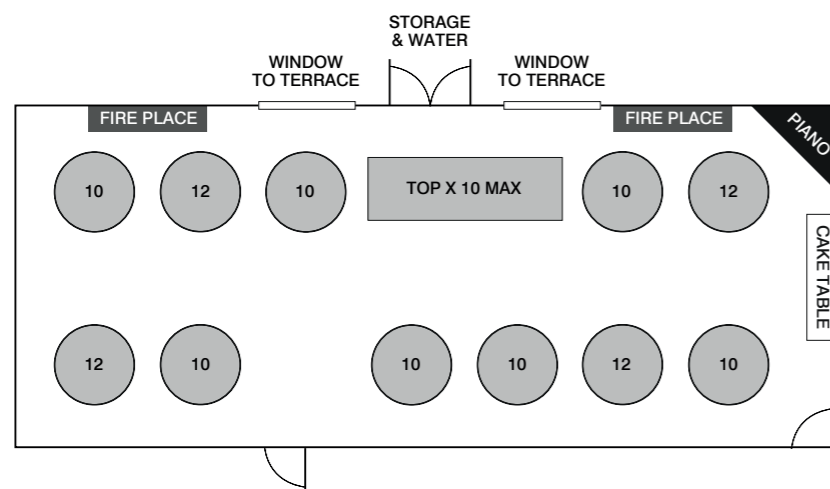 STORAGE
& WATER
WINDOW
TO TERRACE
WINDOW
TO TERRACE
FIRE PLACE
FIRE PLACE
PIANO
10
12
10
TOP X 10 MAX
10
12
CAKE TABLE
12
10
10
10
12
10